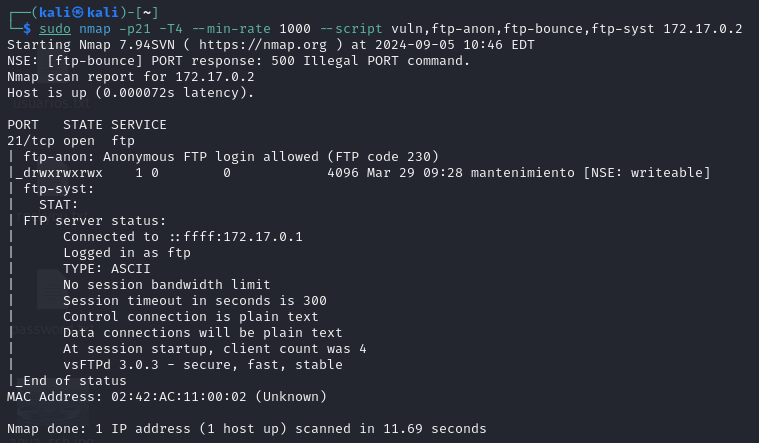 ┌──(kali㉿kali)-[~]
└─$ sudo nmap -p21 -T4 --min-rate 1000 --script vuln,ftp-anon,ftp-bounce,ftp-syst 172.17.0.2
Starting Nmap 7.94SVN ( https://nmap.org ) at 2024-09-05 10:46 EDT
NSE: [ftp-bounce] PORT response: 500 Illegal PORT command.
Nmap scan report for 172.17.0.2
Host is up (0.000072s latency).
usuarios.txt
PORT   STATE SERVICE
21/tcp open  ftp
| ftp-anon: Anonymous FTP login allowed (FTP code 230)
|_drwxrwxrwx    1 0        0            4096 Mar 29 09:28 mantenimiento [NSE: writeable]
| ftp-syst:
|   STAT:
| FTP server status:
|      Connected to ::ffff:172.17.0.1
|      Logged in as ftp
|      TYPE: ASCII
|      No session bandwidth limit
|      Session timeout in seconds is 300
|      Control connection is plain text
|      Data connections will be plain text
|      At session startup, client count was 4
|      vsFTPd 3.0.3 - secure, fast, stable
|_End of status
MAC Address: 02:42:AC:11:00:02 (Unknown)

Nmap done: 1 IP address (1 host up) scanned in 11.69 seconds